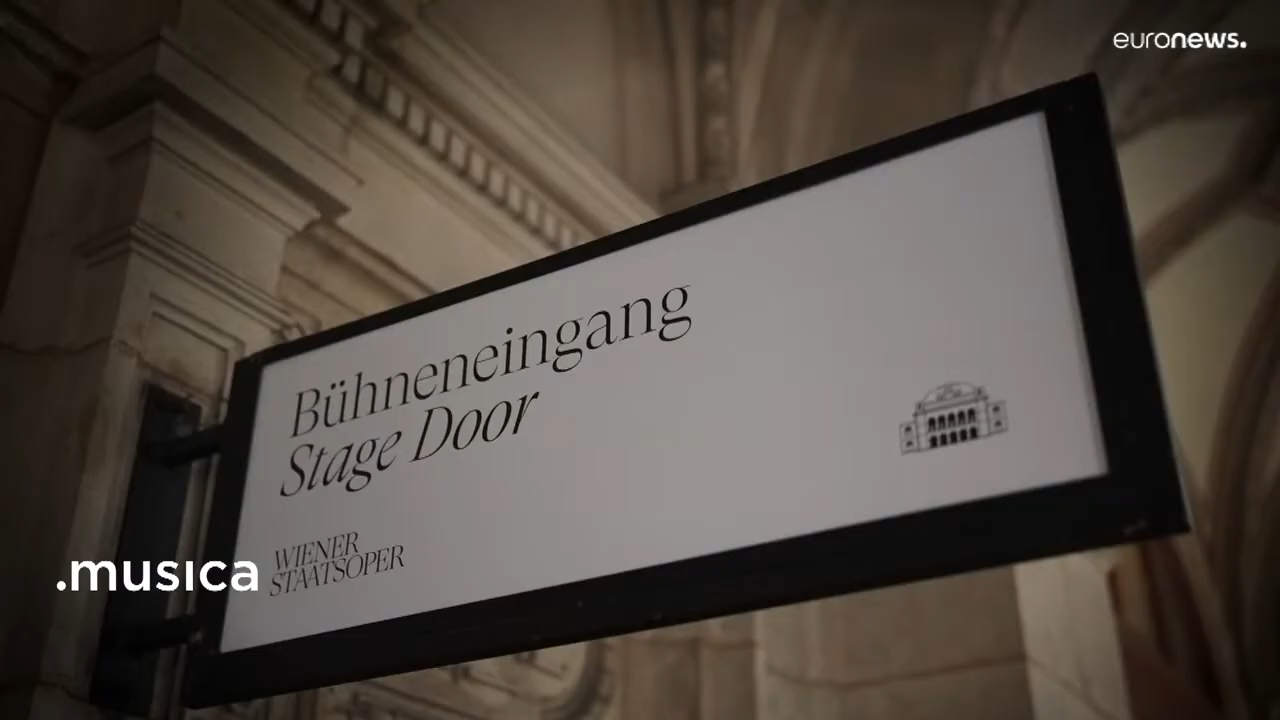 euronews.
Bühneneingang
Stage Door
WIENER
STAATSOPER
.musica